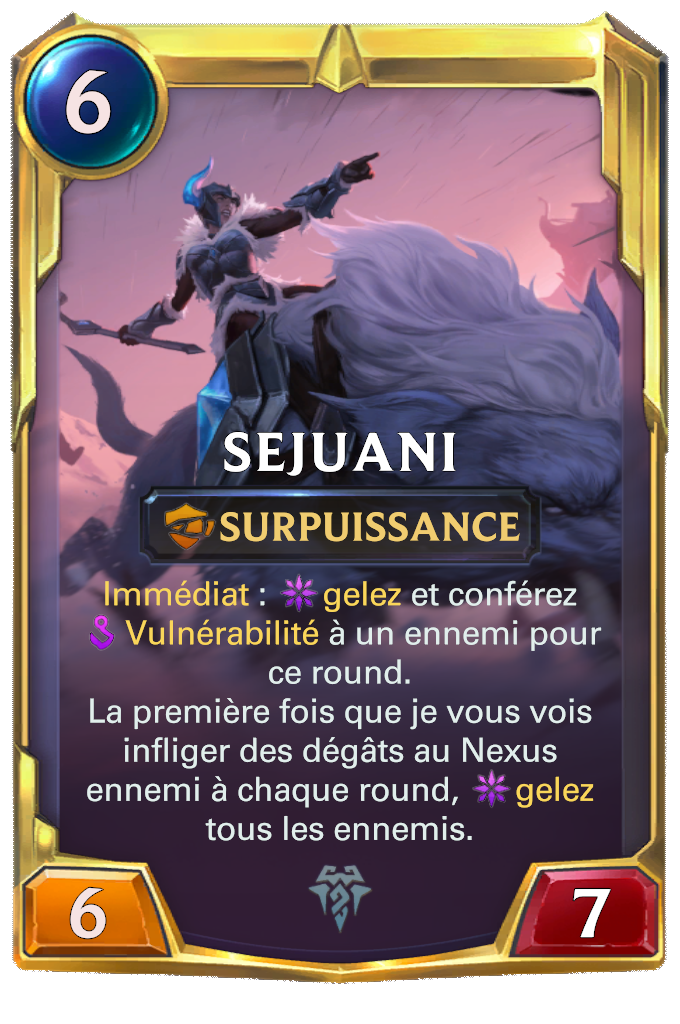 6
SEJUANI
SURPUISSANCE
Immédiat : gelez et conférez
Vulnérabilité à un ennemi pour
ce round.
La première fois que je vous vois
infliger des dégâts au Nexus
ennemi à chaque round, gelez
tous les ennemis.
6
7